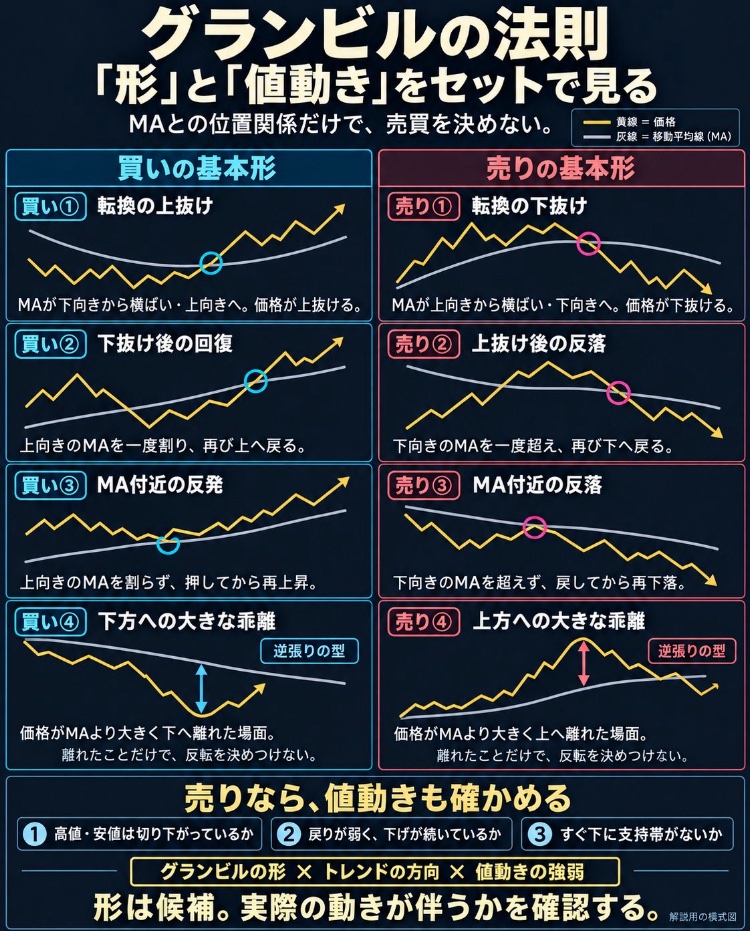 グランビルの法則
「形」と「値動き」をセットで見る
MAとの位置関係だけで、売買を決めない。
黄線＝価格
灰線＝移動平均線（MA）
買いの基本形
買い① 転換の上抜け
MAが下向きから横ばい・上向きへ。価格が上抜ける。
買い② 下抜け後の回復
上向きのMAを一度割り、再び上へ戻る。
買い③ MA付近の反発
上向きのMAを割らず、押してから再上昇。
買い④ 下方への大きな乖離
逆張りの型
価格がMAより大きく下へ離れた場面。
離れたことだけで、反転を決めつけない。
売りの基本形
売り① 転換の下抜け
MAが上向きから横ばい・下向きへ。価格が下抜ける。
売り② 上抜け後の反落
下向きのMAを一度超え、再び下へ戻る。
売り③ MA付近の反落
下向きのMAを超えず、戻してから再下落。
売り④ 上方への大きな乖離
逆張りの型
価格がMAより大きく上へ離れた場面。
離れたことだけで、反転を決めつけない。
売りなら、値動きも確かめる
1 高値・安値は切り下がっているか
2 戻りが弱く、下げが続いているか
3 すぐ下に支持帯がないか
グランビルの形 × トレンドの方向 × 値動きの強弱
形は候補。実際の動きが伴うかを確認する。
解説用の模式図